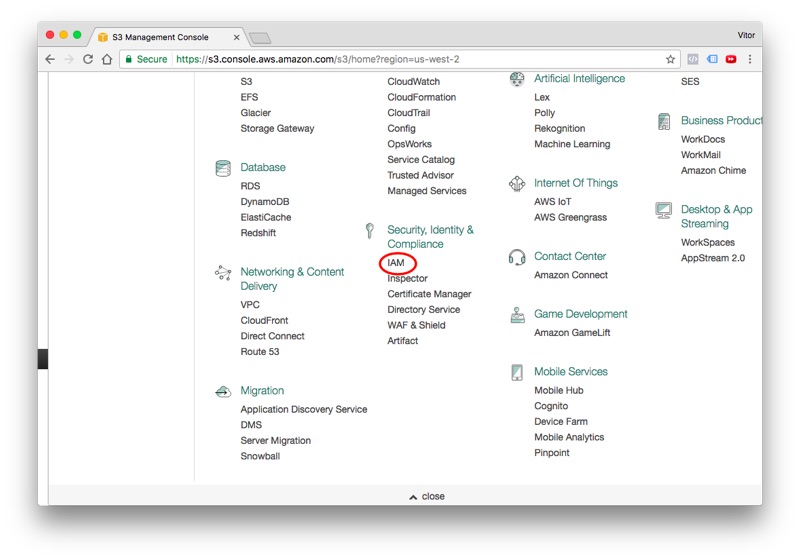 S3 Management Console
Vitor
Secure
https://s3.console.aws.amazon.com/s3/home?region=us-west-2
S3
EFS
Glacier
Storage Gateway
Database
RDS
DynamoDB
ElastiCache
Redshift
Networking & Content
Delivery
VPC
CloudFront
Direct Connect
Route 53
Migration
Application Discovery Service
DMS
Server Migration
Snowball
CloudWatch
CloudFormation
CloudTrail
Config
OpsWorks
Service Catalog
Trusted Advisor
Managed Services
Security, Identity &
Compliance
IAM
Inspector
Certificate Manager
Directory Service
WAF & Shield
Artifact
Artificial Intelligence
Lex
Polly
Rekognition
Machine Learning
Internet Of Things
AWS IoT
AWS Greengrass
Contact Center
Amazon Connect
Game Development
Amazon GameLift
Mobile Services
Mobile Hub
Cognito
Device Farm
Mobile Analytics
Pinpoint
SES
Business Product
WorkDocs
WorkMail
Amazon Chime
Desktop & App
Streaming
WorkSpaces
AppStream 2.0
close